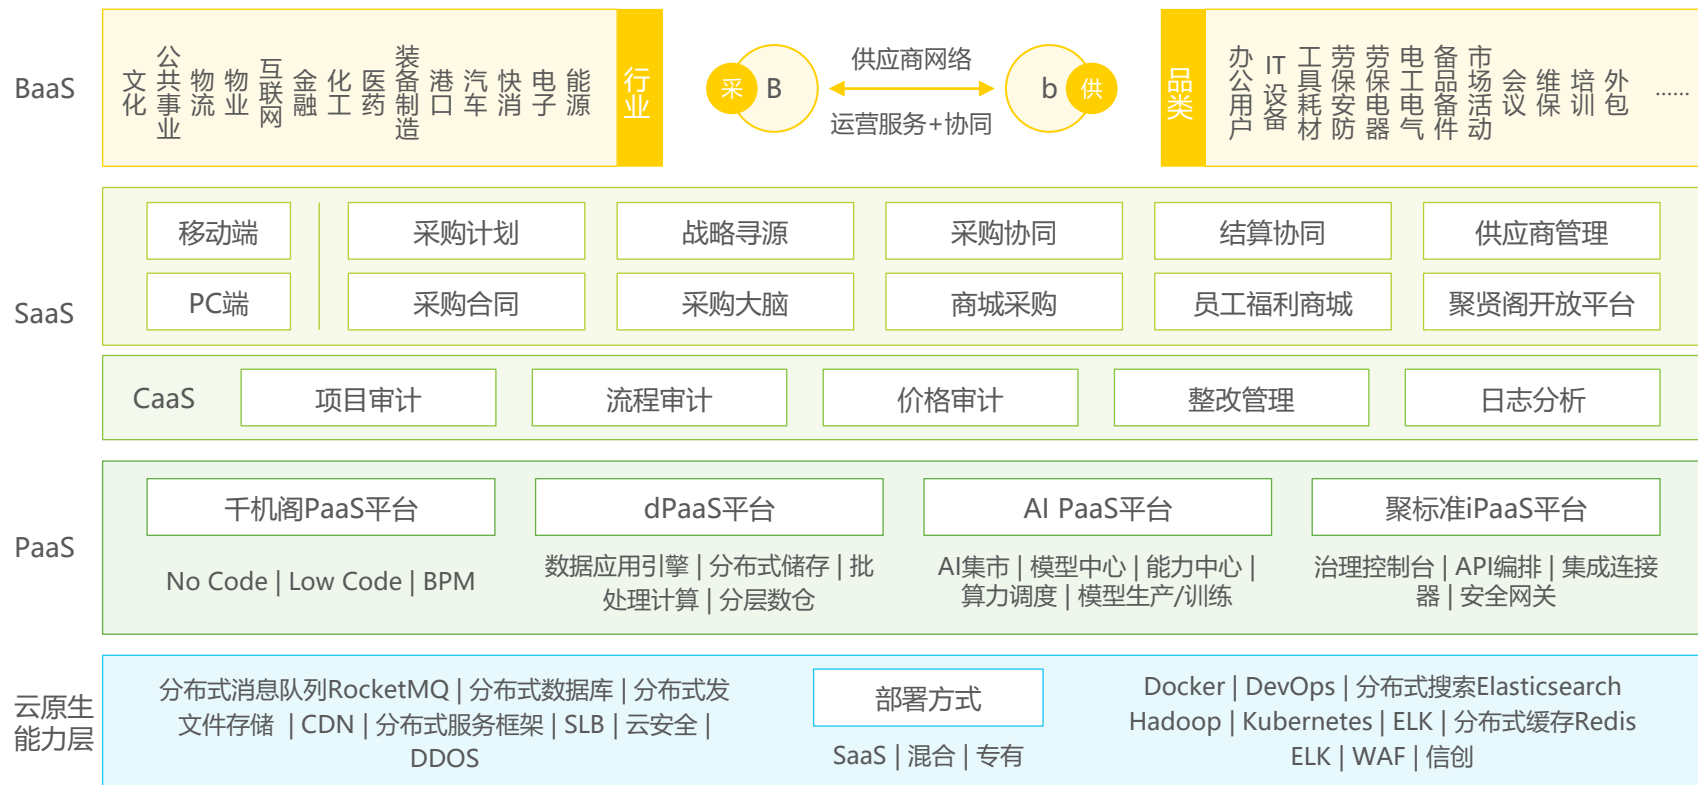 BaaS
文化
公共事业
物流
物业
互联网
金融
化工
医药
装备制造
港口
汽车
快消
电子
能源
行业
采
B
供应商网络
运营服务+协同
b
供
品类
办公用户
IT设备
工具耗材
劳保安防
劳保电器
电工电气
备品备件
市场活动
会议
维保
培训
外包
......
SaaS
移动端
采购计划
战略寻源
采购协同
结算协同
供应商管理
PC端
采购合同
采购大脑
商城采购
员工福利商城
聚贤阁开放平台
CaaS
项目审计
流程审计
价格审计
整改管理
日志分析
PaaS
千机阁PaaS平台
No Code | Low Code | BPM
dPaaS平台
数据应用引擎 | 分布式储存 | 批
处理计算 | 分层数仓
AI PaaS平台
AI集市 | 模型中心 | 能力中心 |
算力调度 | 模型生产/训练
聚标准iPaaS平台
治理控制台 | API编排 | 集成连接
器 | 安全网关
云原生
能力层
分布式消息队列RocketMQ | 分布式数据库 | 分布式发
文件存储 | CDN | 分布式服务框架 | SLB | 云安全 |
DDOS
部署方式
SaaS | 混合 | 专有
Docker | DevOps | 分布式搜索Elasticsearch
Hadoop | Kubernetes | ELK | 分布式缓存Redis
ELK | WAF | 信创